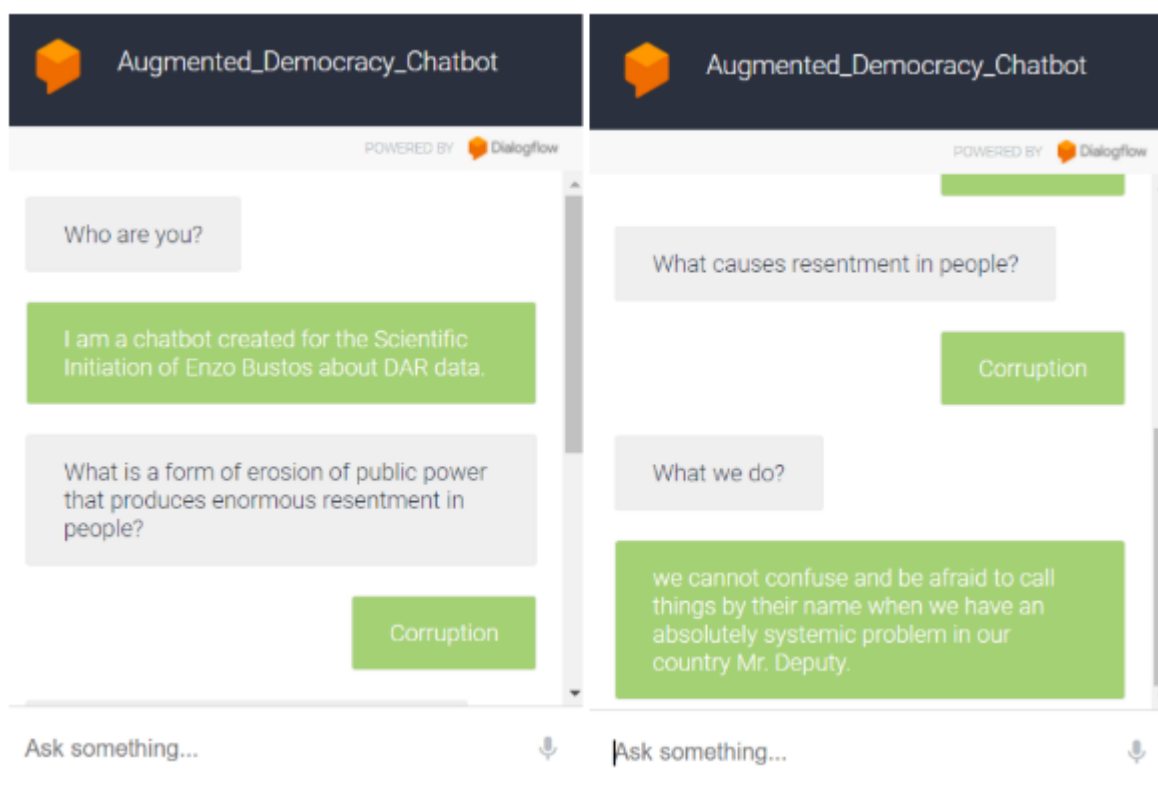 Augmented_Democracy_Chatbot
POWERED BY Dialogflow
Who are you?
I am a chatbot created for the Scientific
Initiation of Enzo Bustos about DAR data.
What is a form of erosion of public power
that produces enormous resentment in
people?
Corruption
Ask something...
Augmented_Democracy_Chatbot
POWERED BY Dialogflow
What causes resentment in people?
Corruption
What we do?
we cannot confuse and be afraid to call
things by their name when we have an
absolutely systemic problem in our
country Mr. Deputy.
Ask something...